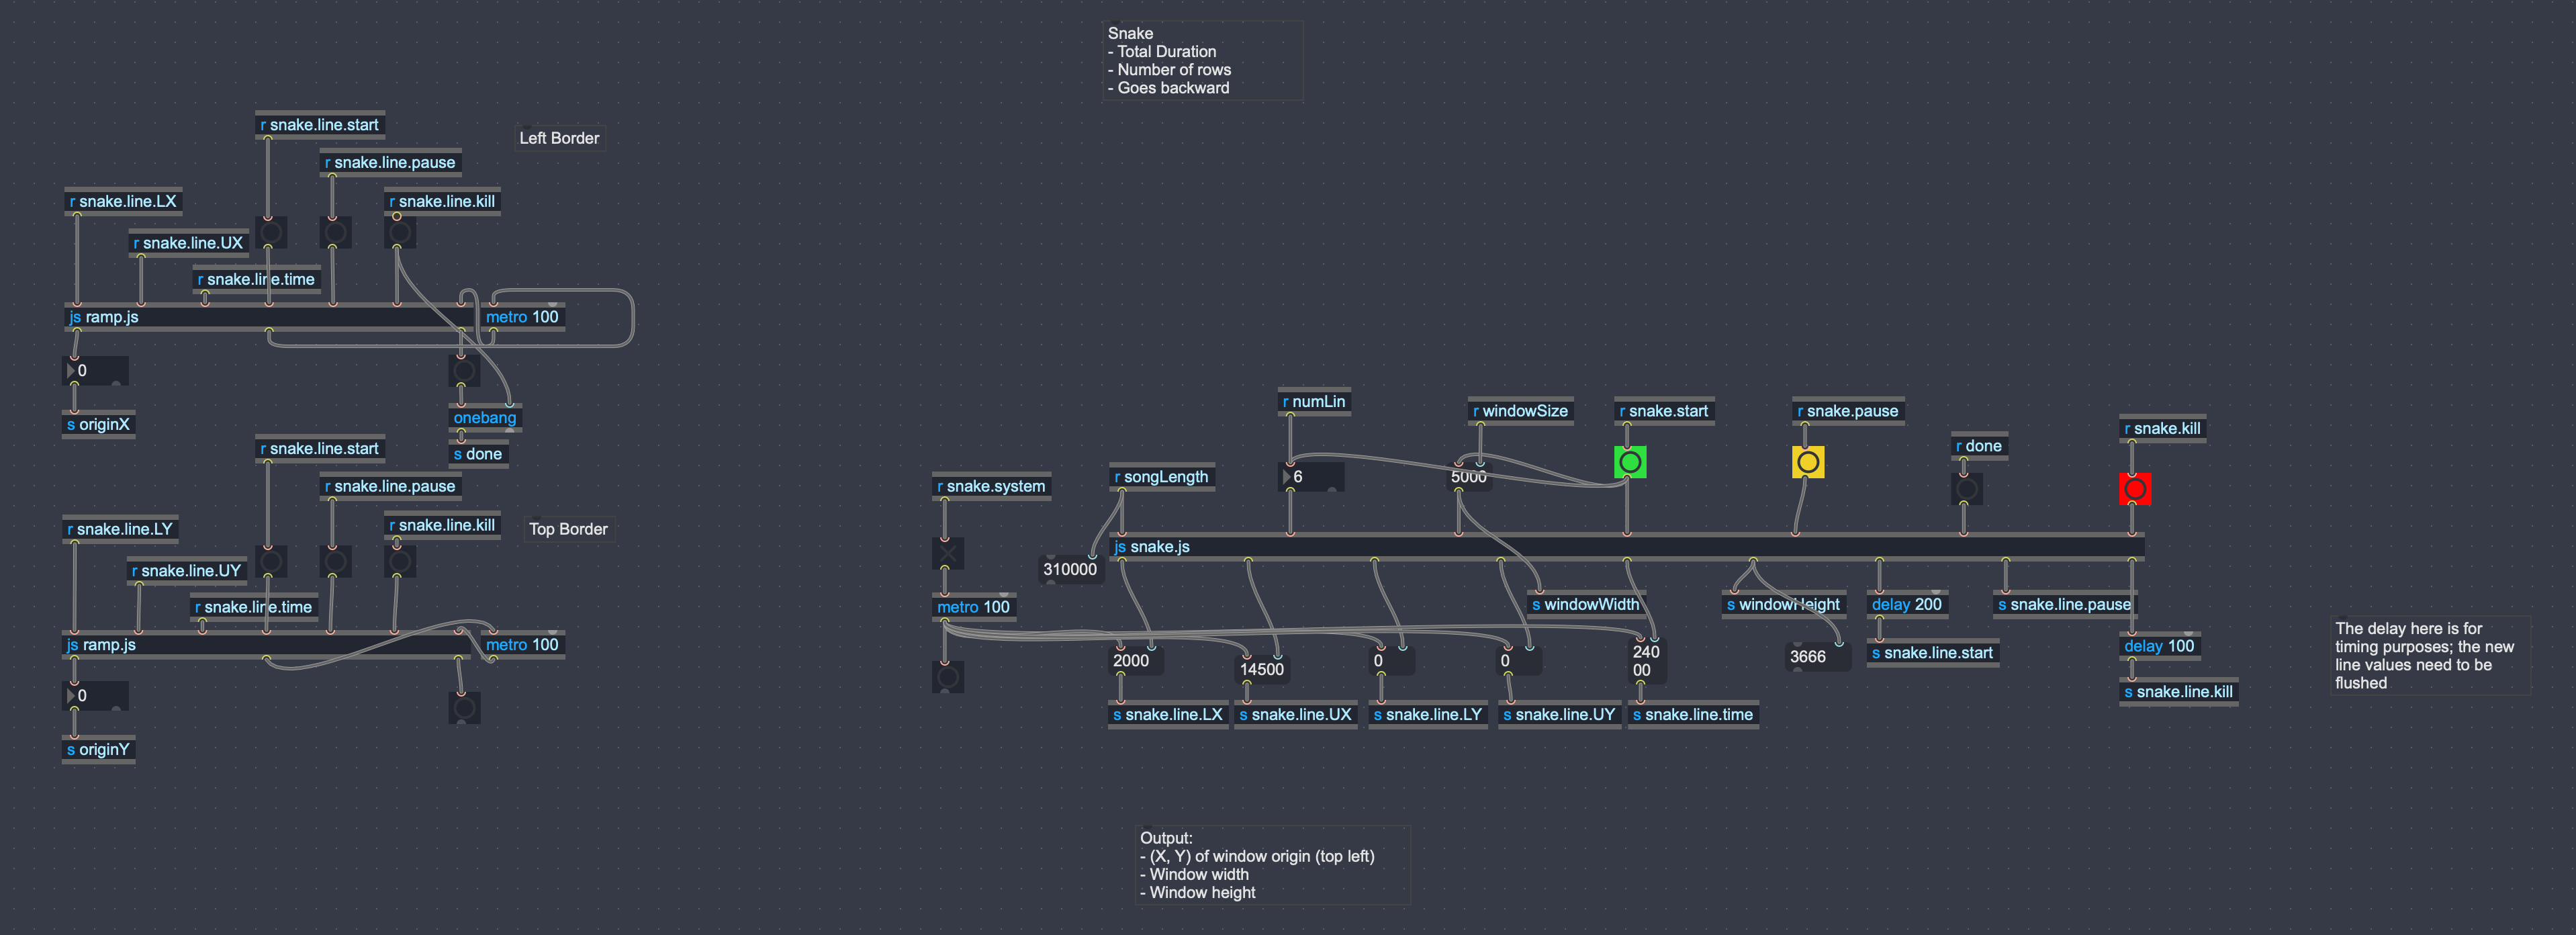 Snake
- Total Duration
- Number of rows
- Goes backward
r snake.line.start
Left Border
r snake.line.pause
r snake.line.LX
r snake.line.kill
r snake.line.UX
r snake.line.time
js ramp.js
metro 100
0
s originX
onebang
s done
r snake.line.start
r snake.line.pause
r snake.line.LY
r snake.line.kill
Top Border
r snake.line.UY
r snake.line.time
js ramp.js
metro 100
0
s originY
r numLin
r windowSize
r snake.start
r snake.pause
r snake.kill
r done
r snake.system
r songLength
6
5000
js snake.js
310000
metro 100
s windowWidth
s windowHeight
delay 200
s snake.line.pause
2000
14500
0
0
240
00
3666
s snake.line.start
delay 100
s snake.line.LX
s snake.line.UX
s snake.line.LY
s snake.line.UY
s snake.line.time
s snake.line.kill
The delay here is for
timing purposes; the new
line values need to be
flushed
Output:
- (X, Y) of window origin (top left)
- Window width
- Window height